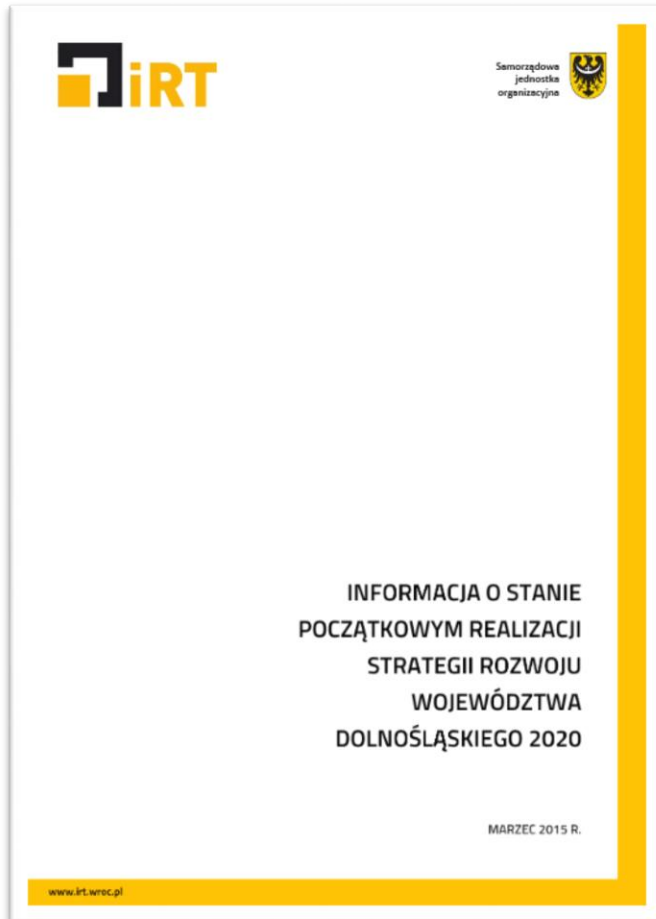 iRT
Samorządowa
jednostka
organizacyjna
INFORMACJA O STANIE
POCZĄTKOWYM REALIZACJI
STRATEGII ROZWOJU
WOJEWÓDZTWA
DOLNOŚLĄSKIEGO 2020
MARZEC 2015 R.
www.irt.wroc.pl